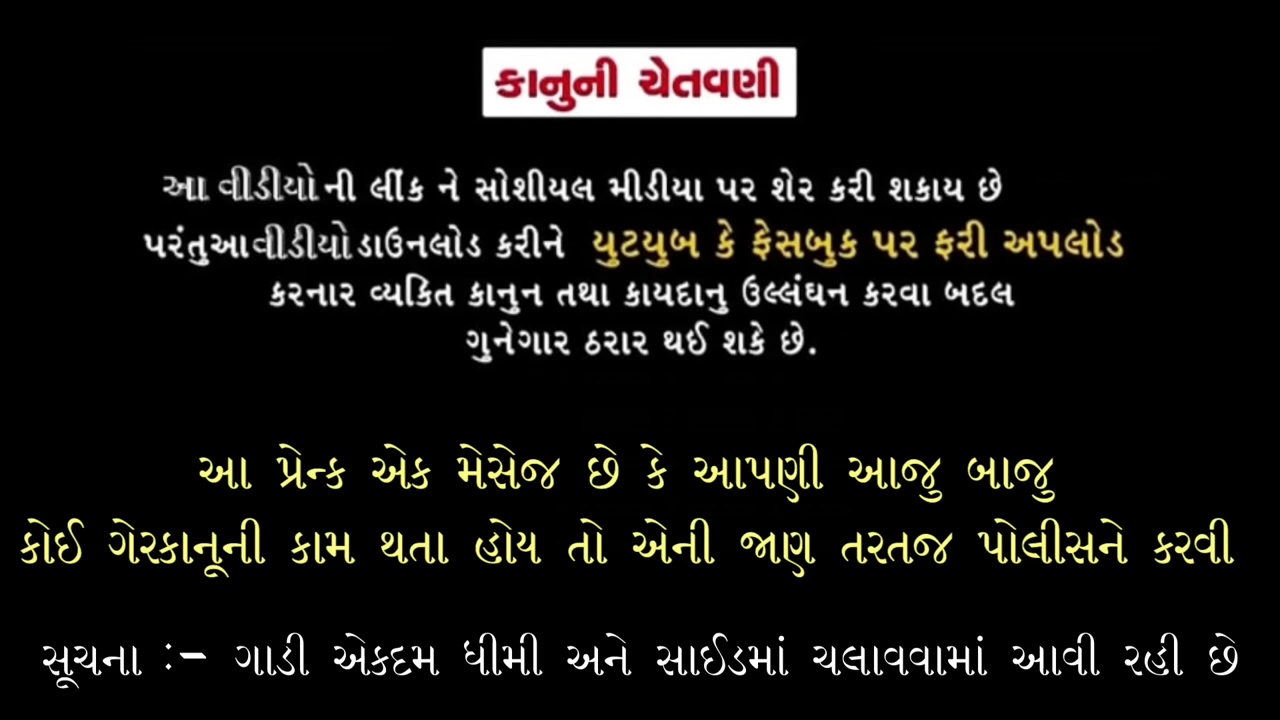 કાનુની ચેતવણી
આ વીડીયોની લીંક ને સોશીયલ મીડીયા પર શેર કરી શકાય છે
પરંતુઆવીડીયોડાઉનલોડ કરીને યુટયુબ કે ફેસબુક પર ફરી અપલોડ
કરનાર વ્યકિત કાનુન તથા કાયદાનુ ઉલ્લંઘન કરવા બદલ
ગુનેગાર ઠરાર થઈ શકે છે.
આ પ્રેન્ક એક મેસેજ છે કે આપણી આજુ બાજુ
કોઈ ગેરકાનૂની કામ થતા હોય તો એની જાણ તરતજ પોલીસને કરવી
સૂચના :- ગાડી એકદમ ધીમી અને સાઈડમાં ચલાવવામાં આવી રહી છે